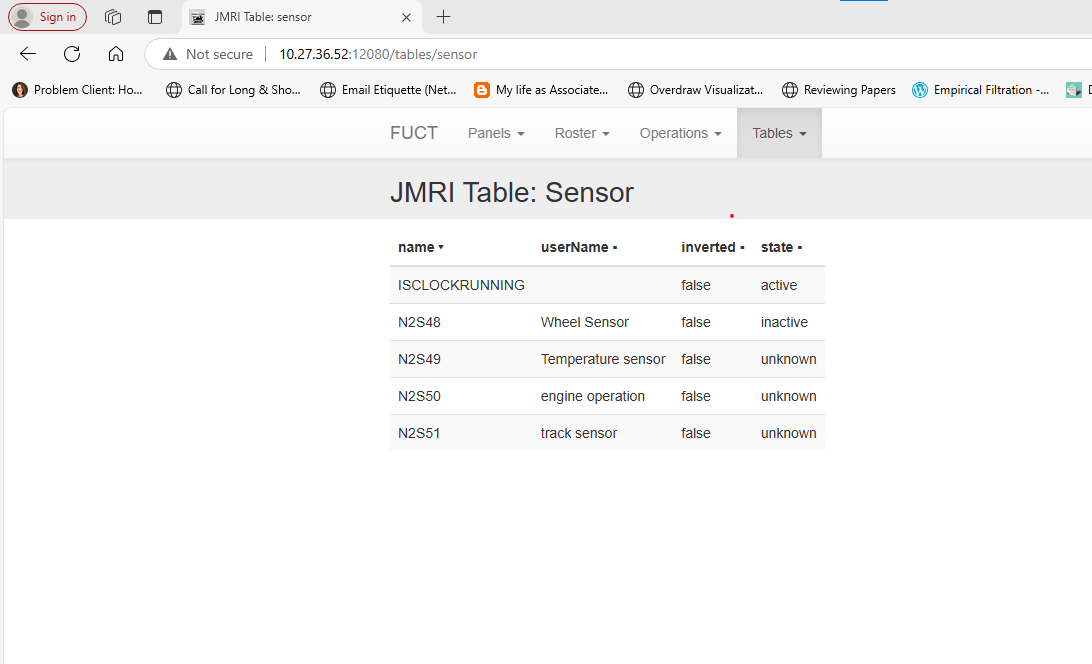 Sign in
JMRI Table: sensor
Not secure
10.27.36.52:12080/tables/sensor
Problem Client: Ho... Call for Long & Sho... Email Etiquette (Net... My life as Associate... Overdraw Visualizat... Reviewing Papers Empirical Filtration -...
FUCT Panels Roster Operations Tables
JMRI Table: Sensor
name userName inverted state
ISCLOCKRUNNING false active
N2S48 Wheel Sensor false inactive
N2S49 Temperature sensor false unknown
N2S50 engine operation false unknown
N2S51 track sensor false unknown